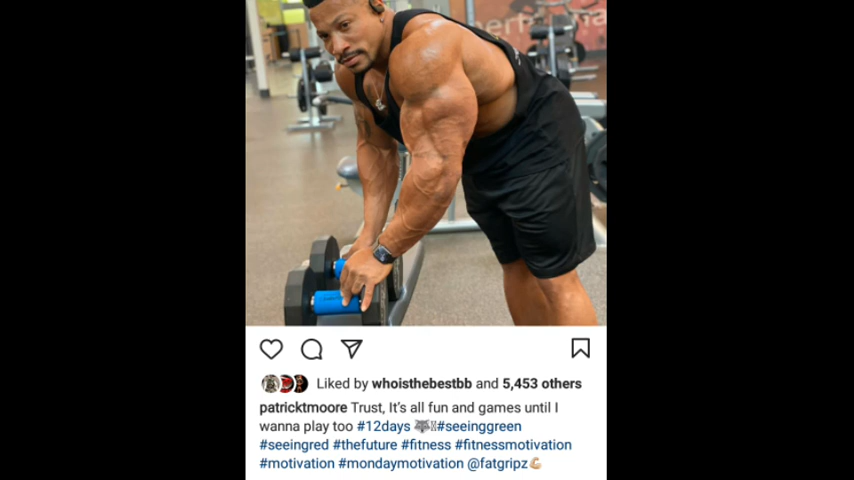 Liked by whoisthebestbb and 5,453 others
patricktmoore Trust, It's all fun and games until I
wanna play too #12days 🐺#seeinggreen
#seeingred #thefuture #fitness #fitnessmotivation
#motivation #mondaymotivation @fatgripz💪🏼